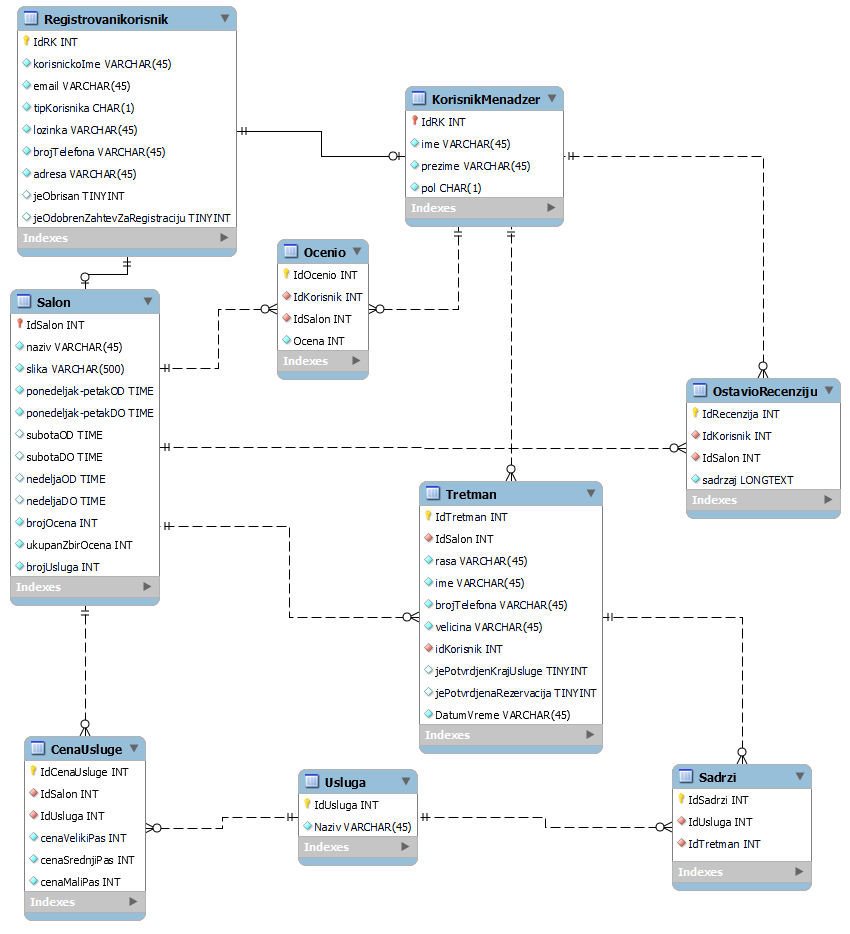 Registrovanikorisnik
IdRK INT
korisnickoIme VARCHAR(45)
email VARCHAR(45)
tipKorisnika CHAR(1)
lozinka VARCHAR(45)
brojTelefona VARCHAR(45)
adresa VARCHAR(45)
jeObrisan TINYINT
jeOdobrenZahtevZaRegistraciju TINYINT
Indexes
KorisnikMenadzer
IdRK INT
ime VARCHAR(45)
prezime VARCHAR(45)
pol CHAR(1)
Indexes
Ocenio
IdOcenio INT
IdKorisnik INT
IdSalon INT
Ocena INT
Indexes
Salon
IdSalon INT
naziv VARCHAR(45)
slika VARCHAR(500)
ponedeljak-petakOD TIME
ponedeljak-petakDO TIME
subotaOD TIME
subotaDO TIME
nedeljaOD TIME
nedeljaDO TIME
brojOcena INT
ukupanZbirOcena INT
brojUsluga INT
Indexes
OstavioRecenziju
IdRecenzija INT
IdKorisnik INT
IdSalon INT
sadrzaj LONGTEXT
Indexes
Tretman
IdTretman INT
IdSalon INT
rasa VARCHAR(45)
ime VARCHAR(45)
brojTelefona VARCHAR(45)
velicina VARCHAR(45)
idKorisnik INT
jePotvrdjenKrajUsluge TINYINT
jePotvrdjenaRezervacija TINYINT
DatumVreme VARCHAR(45)
Indexes
CenaUsluge
IdCenaUsluge INT
IdSalon INT
IdUsluga INT
cenaVelikiPas INT
cenaSrednjiPas INT
cenaMaliPas INT
Indexes
Usluga
IdUsluga INT
Naziv VARCHAR(45)
Indexes
Sadrzi
IdSadrzi INT
IdUsluga INT
IdTretman INT
Indexes